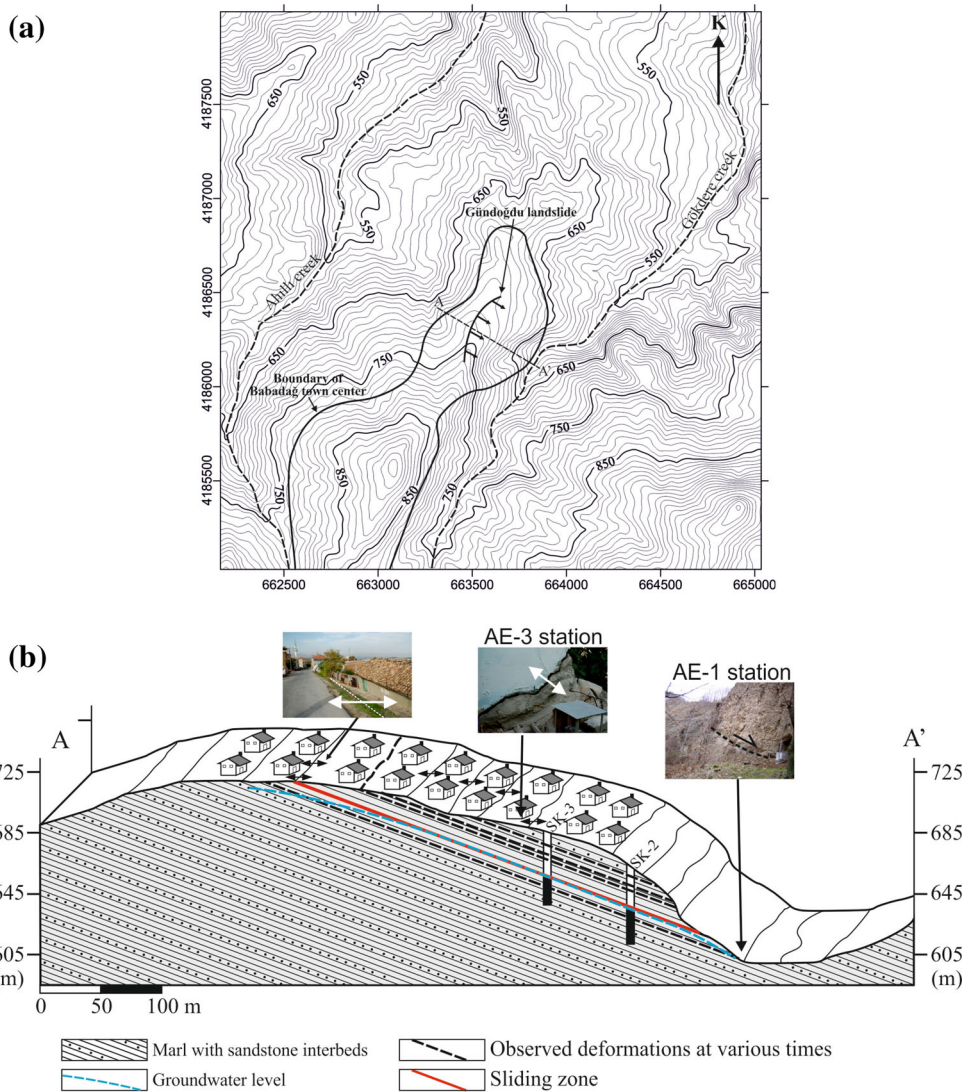 (a)
K
4187500
4187000
4186500
4186000
4185500
650
550
550
550
650
Gündoğdu landslide
650
Gökdere creek
550
550
Ahıllı creek
A
650
750
A'
650
Boundary of
Babadağ town center
750
850
850
750
850
750
662500
663000
663500
664000
664500
665000
(b)
AE-3 station
AE-1 station
A
A'
725
725
SK-3
685
685
SK-2
645
645
605
605
(m)
(m)
0
50
100 m
Marl with sandstone interbeds
Observed deformations at various times
Groundwater level
Sliding zone